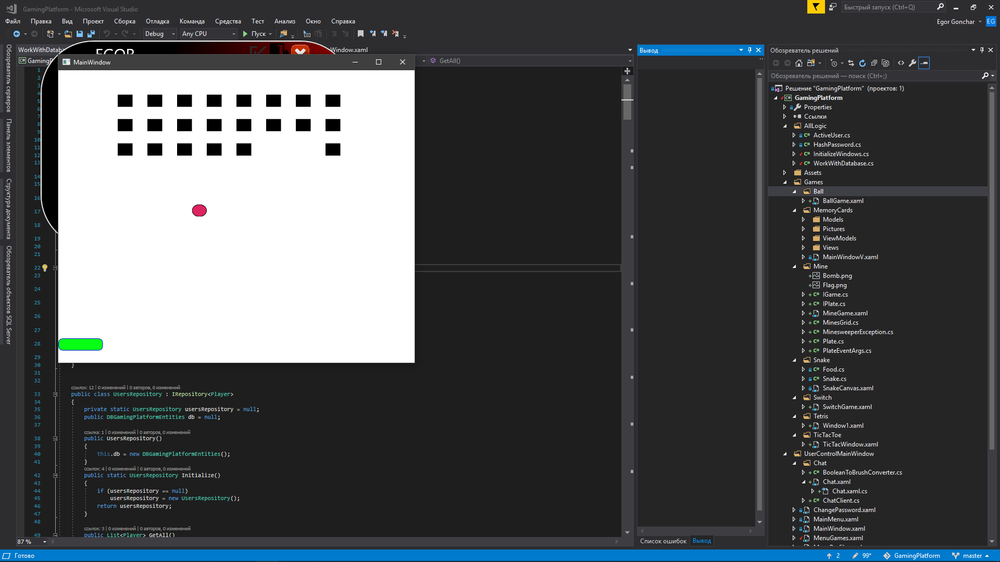 GamingPlatform - Microsoft Visual Studio
Быстрый запуск (Ctrl+Q)
Файл Правка Вид Проект Сборка Отладка Команда Средства Тест Анализ Окно Справка
Egor Gonchar EG
Debug Any CPU Пуск
WorkWithDataba
Window.xaml
EGOR
MainWindow
GamingP
GetAll()
Обозреватель серверов
Панель элементов
Структура документа
Обозреватель объектов SQL Server
1
2
3
4
5
6
7
8
9
10
11
12
13
14
15
16
17
18
19
20
21
22
23
24
25
26
27
28
29
30 }
31
32
ссылок: 12 | 0 изменений | 0 авторов, 0 изменений
33 public class UsersRepository : IRepository<Player>
34 {
35 private static UsersRepository usersRepository = null;
36 public DBGamingPlatformEntities db = null;
37
ссылка: 1 | 0 изменений | 0 авторов, 0 изменений
38 public UsersRepository()
39 {
40 this.db = new DBGamingPlatformEntities();
41 }
ссылок: 4 | 0 изменений | 0 авторов, 0 изменений
42 public static UsersRepository Initialize()
43 {
44 if (usersRepository == null)
45 usersRepository = new UsersRepository();
46 return usersRepository;
47 }
48
ссылок: 3 | 0 изменений | 0 авторов, 0 изменений
49 public List<Player> GetAll()
87 %
Вывод
Список ошибок Вывод
Обозреватель решений
Обозреватель решений — поиск (Ctrl+;)
Решение "GamingPlatform" (проектов: 1)
GamingPlatform
Properties
Ссылки
AllLogic
ActiveUser.cs
HashPassword.cs
InitializeWindows.cs
WorkWithDatabase.cs
Assets
Games
Ball
BallGame.xaml
MemoryCards
Models
Pictures
ViewModels
Views
MainWindowV.xaml
Mine
Bomb.png
Flag.png
IGame.cs
IPlate.cs
MineGame.xaml
MinesGrid.cs
MinesweeperException.cs
Plate.cs
PlateEventArgs.cs
Snake
Food.cs
Snake.cs
SnakeCanvas.xaml
Switch
SwitchGame.xaml
Tetris
Window1.xaml
TicTacToe
TicTacWindow.xaml
UserControlMainWindow
Chat
BooleanToBrushConverter.cs
Chat.xaml
Chat.xaml.cs
ChatClient.cs
ChangePassword.xaml
MainMenu.xaml
MainWindow.xaml
MenuGames.xaml
Готово
2 99* GamingPlatform master